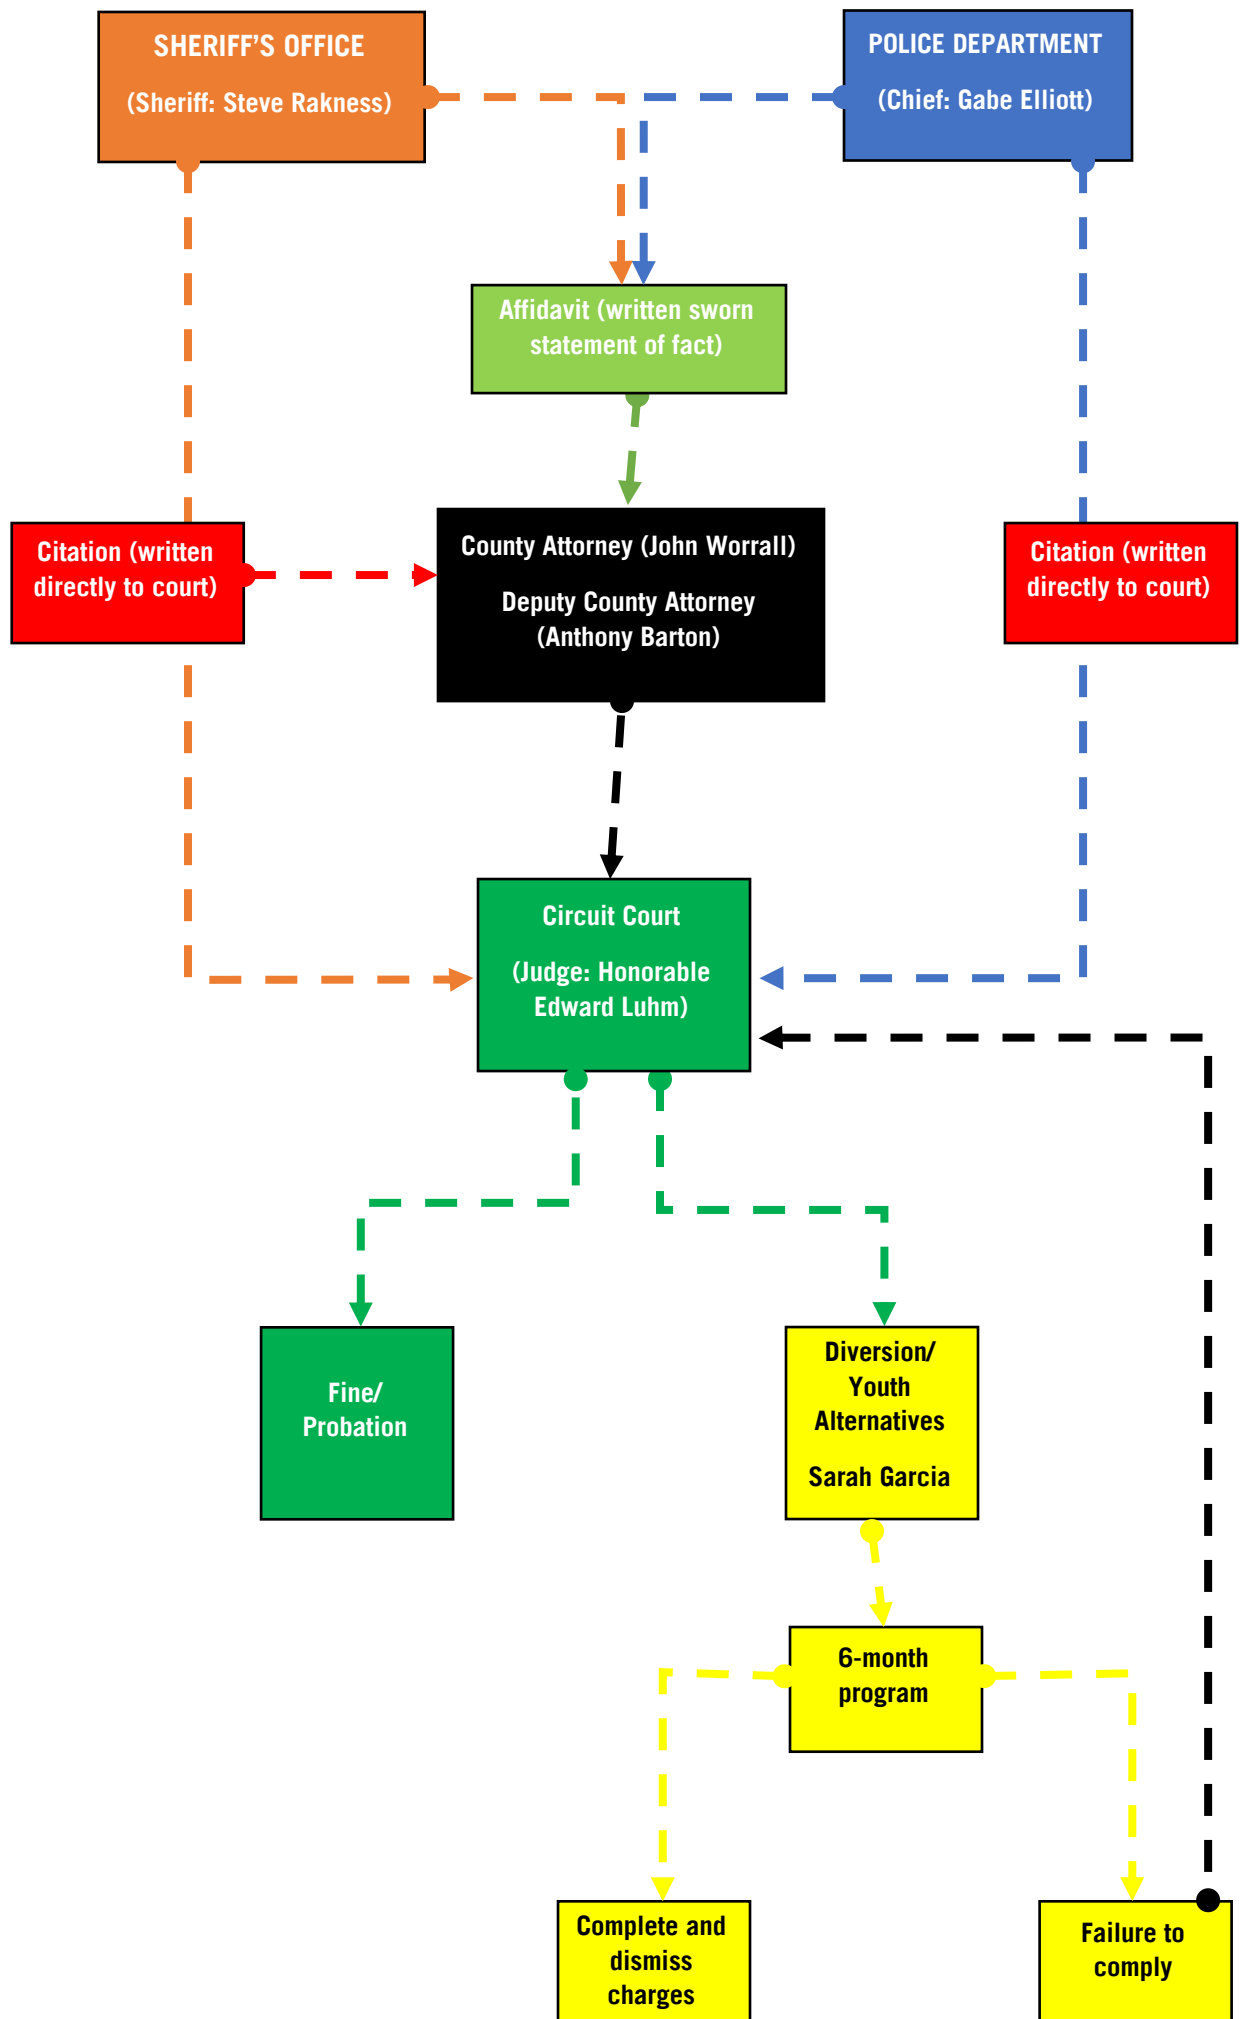 SHERIFF'S OFFICE
(Sheriff: Steve Rakness)
POLICE DEPARTMENT
(Chief: Gabe Elliott)
Affidavit (written sworn
statement of fact)
Citation (written
directly to court)
County Attorney (John Worrall)
Deputy County Attorney
(Anthony Barton)
Citation (written
directly to court)
Circuit Court
(Judge: Honorable
Edward Luhm)
Fine/
Probation
Diversion/
Youth
Alternatives
Sarah Garcia
6-month
program
Complete and
dismiss
charges
Failure to
comply